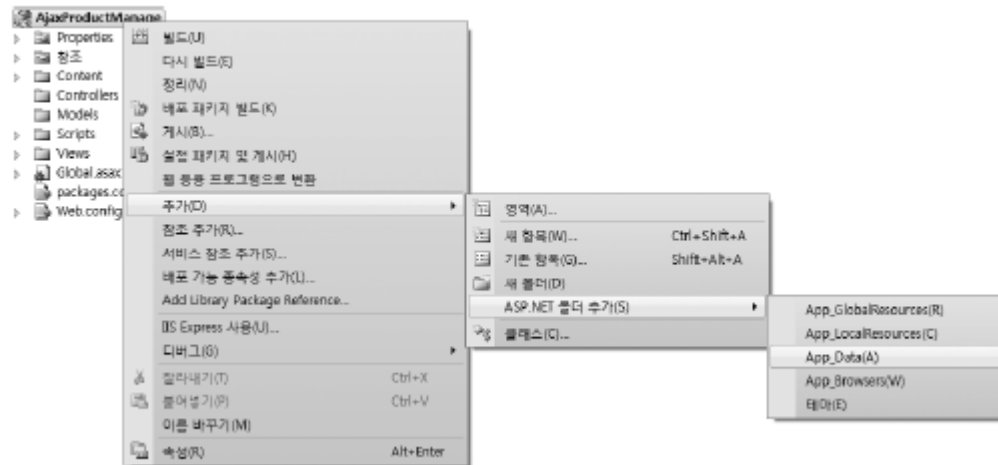 AjaxProductManage
Properties
참조
Content
Controllers
Models
Scripts
Views
Global.asax
packages.co
Web.config
빌드(U)
다시 빌드(E)
정리(N)
배포 패키지 빌드(K)
게시(B)...
설정 패키지 및 게시(H)
웹 응용 프로그램으로 변환
추가(D)
참조 추가(R)...
서비스 참조 추가(S)...
배포 가능 종속성 추가(L)...
Add Library Package Reference...
IIS Express 사용(U)...
디버그(G)
잘라내기(T) Ctrl+X
붙여넣기(P) Ctrl+V
이름 바꾸기(M)
속성(R) Alt+Enter
영역(A)...
새 항목(W)... Ctrl+Shift+A
기존 항목(G)... Shift+Alt+A
새 폴더(D)
ASP.NET 폴더 추가(S)
클래스(C)...
App_GlobalResources(R)
App_LocalResources(C)
App_Data(A)
App_Browsers(W)
테마(E)